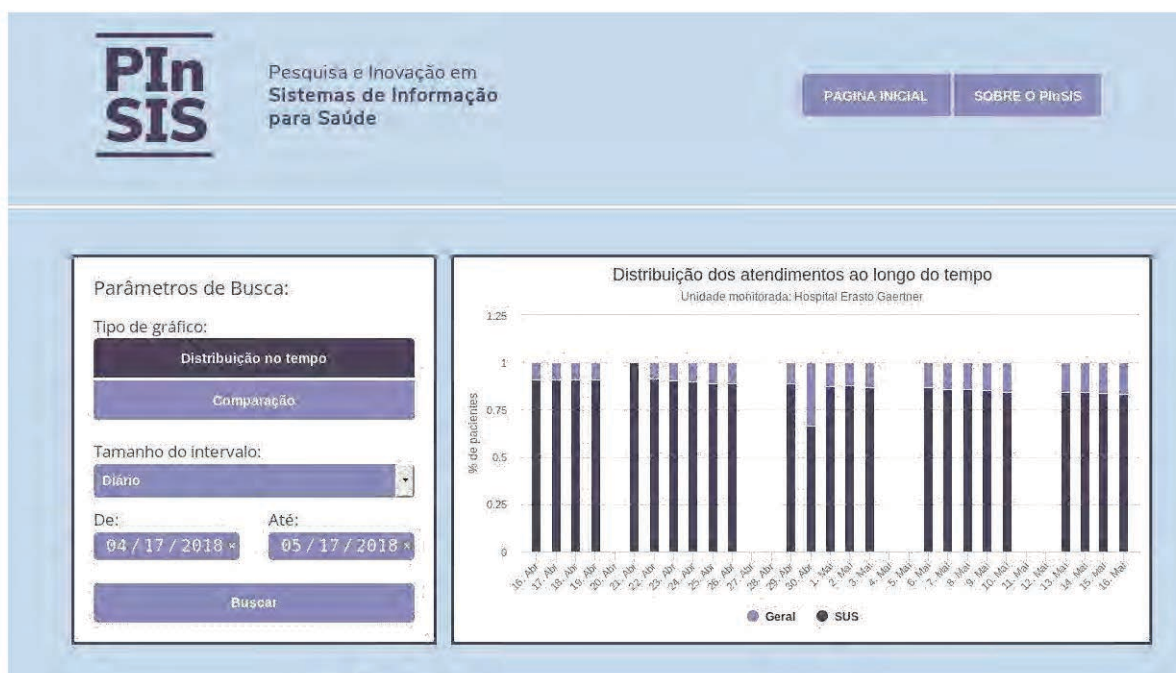 PIn
SIS
Pesquisa e Inovação em
Sistemas de Informação
para Saúde
PÁGINA INICIAL
SOBRE O PInSIS
Parâmetros de Busca:
Tipo de gráfico:
Distribuição no tempo
Comparação
Tamanho do intervalo:
Diário
De:
Até:
04/17/2018
05/17/2018
Buscar
Distribuição dos atendimentos ao longo do tempo
Unidade monitorada: Hospital Erasto Gaertner
% de pacientes
1.25
1
0.75
0.5
0.25
0
16. Abr
17. Abr
18. Abr
19. Abr
20. Abr
21. Abr
22. Abr
23. Abr
24. Abr
25. Abr
26. Abr
27. Abr
28. Abr
29. Abr
30. Abr
1. Mai
2. Mai
3. Mai
4. Mai
5. Mai
6. Mai
7. Mai
8. Mai
9. Mai
10. Mai
11. Mai
12. Mai
13. Mai
14. Mai
15. Mai
16. Mai
Geral
SUS